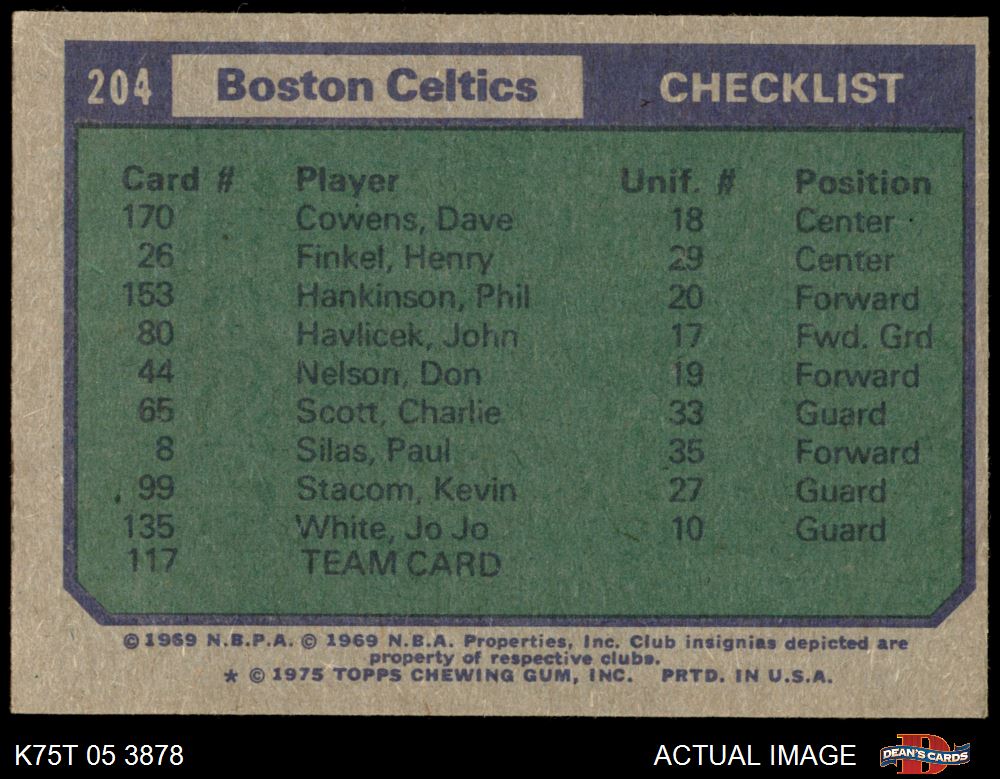 204 Boston Celtics CHECKLIST
Card # Player Unif. # Position
170 Cowens, Dave 18 Center
26 Finkel, Henry 29 Center
153 Hankinson, Phil 20 Forward
80 Havlicek, John 17 Fwd. Grd
44 Nelson, Don 19 Forward
65 Scott, Charlie 33 Guard
8 Silas, Paul 35 Forward
99 Stacom, Kevin 27 Guard
135 White, Jo Jo 10 Guard
117 TEAM CARD
© 1969 N.B.P.A. © 1969 N.B.A. Properties, Inc. Club insignias depicted are
property of respective clubs.
* © 1975 TOPPS CHEWING GUM, INC. PRTD. IN U.S.A.
K75T 05 3878 ACTUAL IMAGE D DEAN'S CARDS